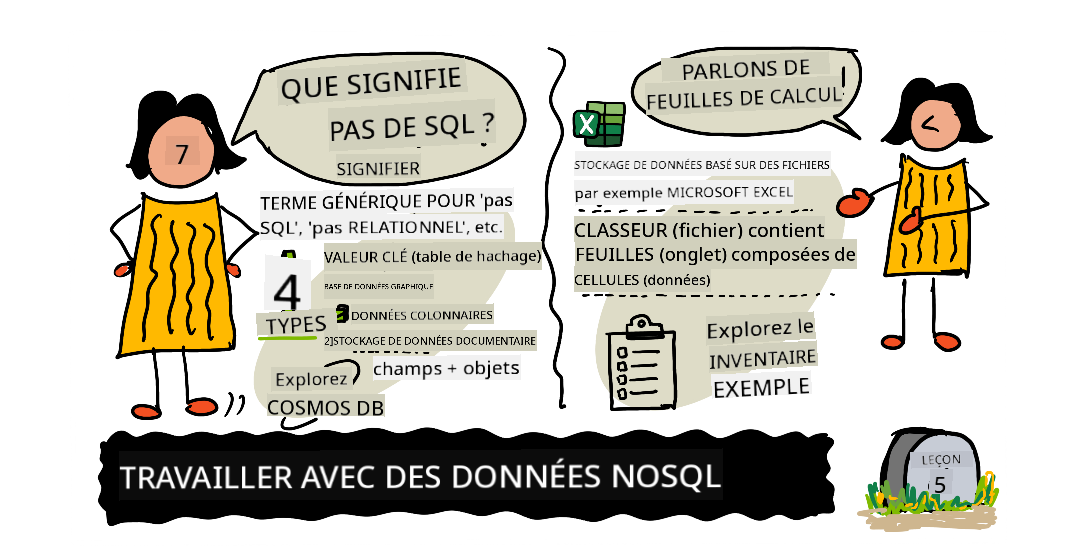 QUE SIGNIFIE
PAS DE SQL ?
SIGNIFIER
7
TERME GÉNÉRIQUE POUR 'pas
SQL', 'pas RELATIONNEL', etc.
4
TYPES
VALEUR CLÉ (table de hachage)
BASE DE DONNÉES GRAPHIQUE
3 DONNÉES COLONNAIRES
2]STOCKAGE DE DONNÉES DOCUMENTAIRE
champs + objets
Explorez
COSMOS DB
PARLONS DE
FEUILLES DE CALCUL!
X
STOCKAGE DE DONNÉES BASÉ SUR DES FICHIERS
par exemple MICROSOFT EXCEL
CLASSEUR (fichier) contient
FEUILLES (onglet) composées de
CELLULES (données)
Explorez le
INVENTAIRE
EXEMPLE
TRAVAILLER AVEC DES DONNÉES NOSQL
LEÇON
5